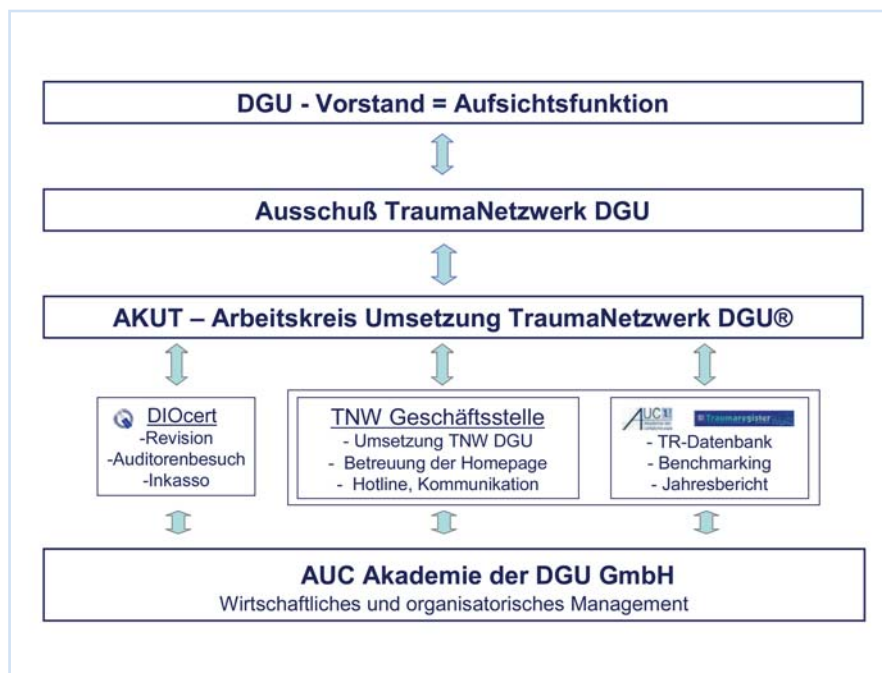 DGU - Vorstand = Aufsichtsfunktion
Ausschuß TraumaNetzwerk DGU
AKUT – Arbeitskreis Umsetzung TraumaNetzwerk DGU®
DIOcert
-Revision
-Auditorenbesuch
-Inkasso
TNW Geschäftsstelle
- Umsetzung TNW DGU
- Betreuung der Homepage
- Hotline, Kommunikation
AUC
Traumaregister
- TR-Datenbank
- Benchmarking
- Jahresbericht
AUC Akademie der DGU GmbH
Wirtschaftliches und organisatorisches Management